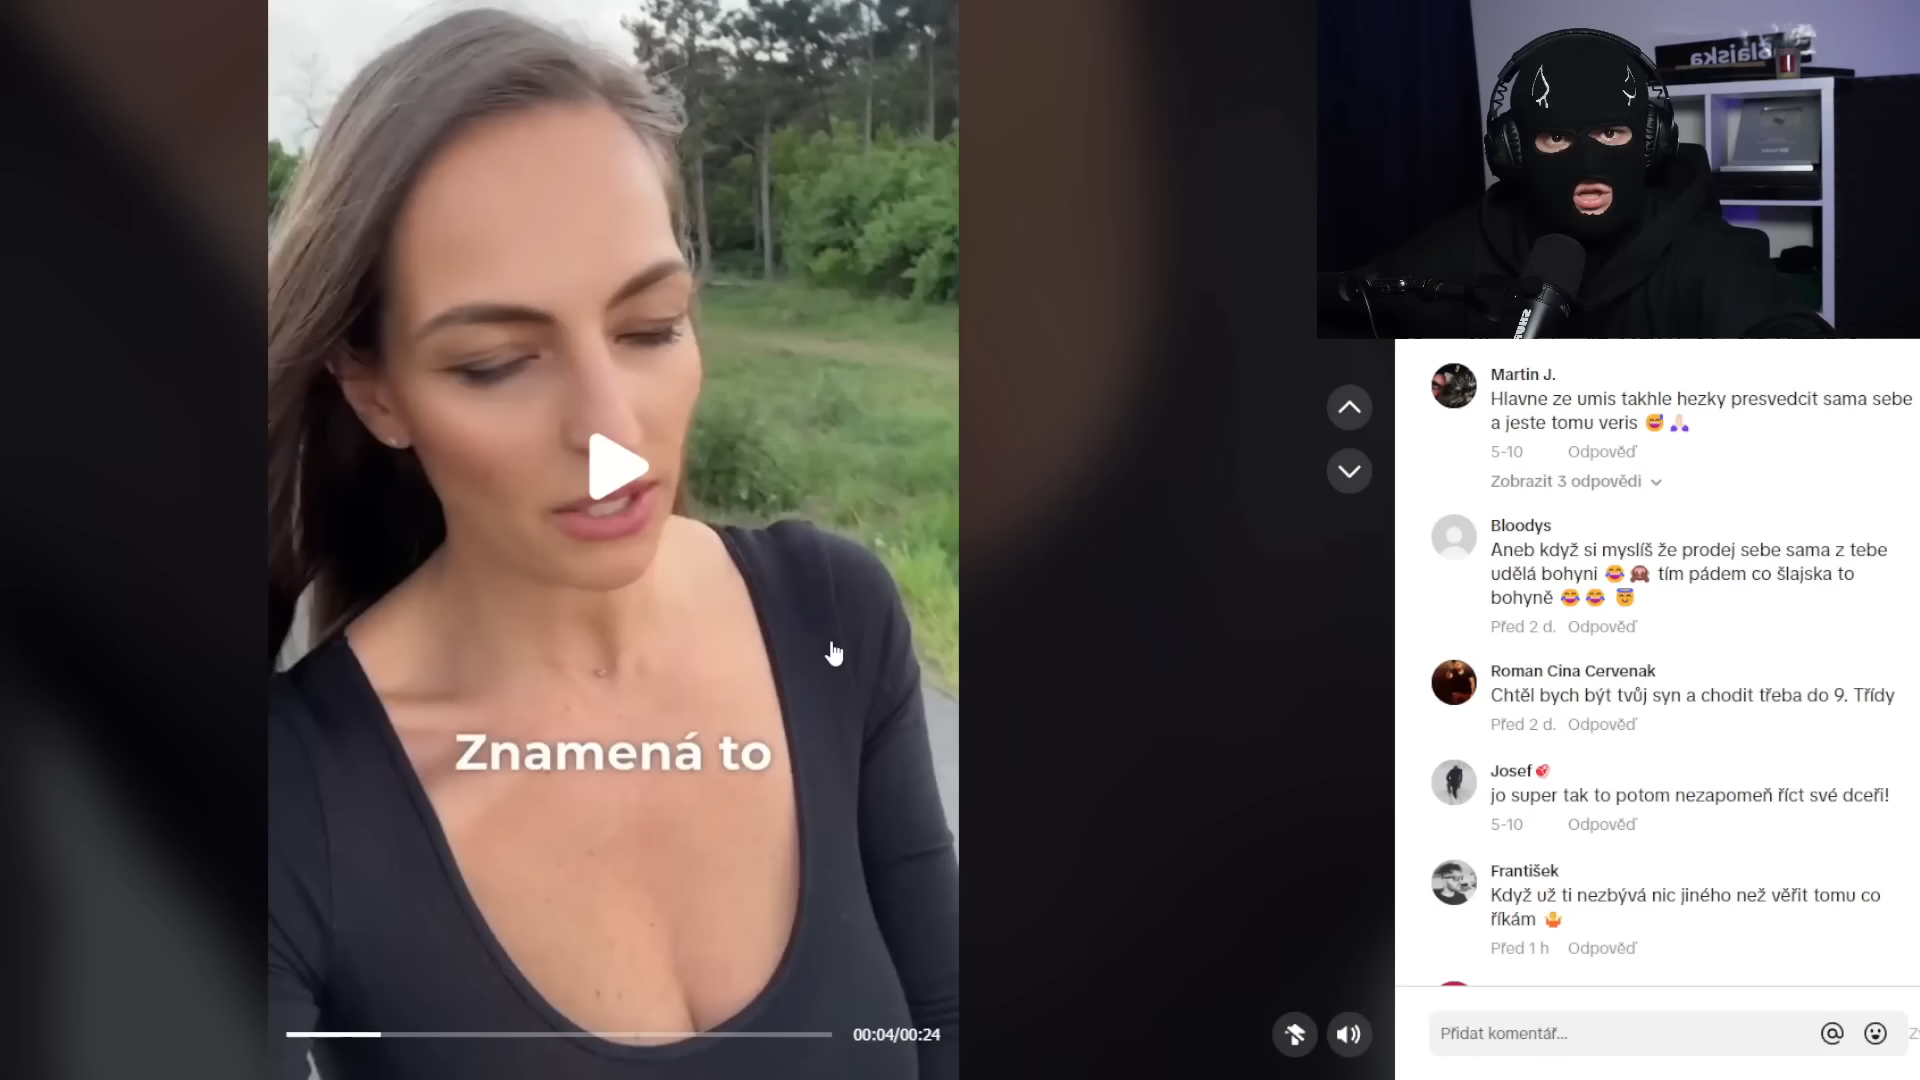 šlajska
Znamená to
00:04/00:24
Martin J.
Hlavne ze umis takhle hezky presvedcit sama sebe
a jeste tomu veris 😅🙏🏻
5-10 Odpověď
Zobrazit 3 odpovědi
Bloodys
Aneb když si myslíš že prodej sebe sama z tebe
udělá bohyni 😂🙊 tím pádem co šlajska to
bohyně 😂😂 😇
Před 2 d. Odpověď
Roman Cina Cervenak
Chtěl bych být tvůj syn a chodit třeba do 9. Třídy
Před 2 d. Odpověď
Josef🥩
jo super tak to potom nezapomeň říct své dceři!
5-10 Odpověď
František
Když už ti nezbývá nic jiného než věřit tomu co
říkám 🤷
Před 1 h Odpověď
Přidat komentář...